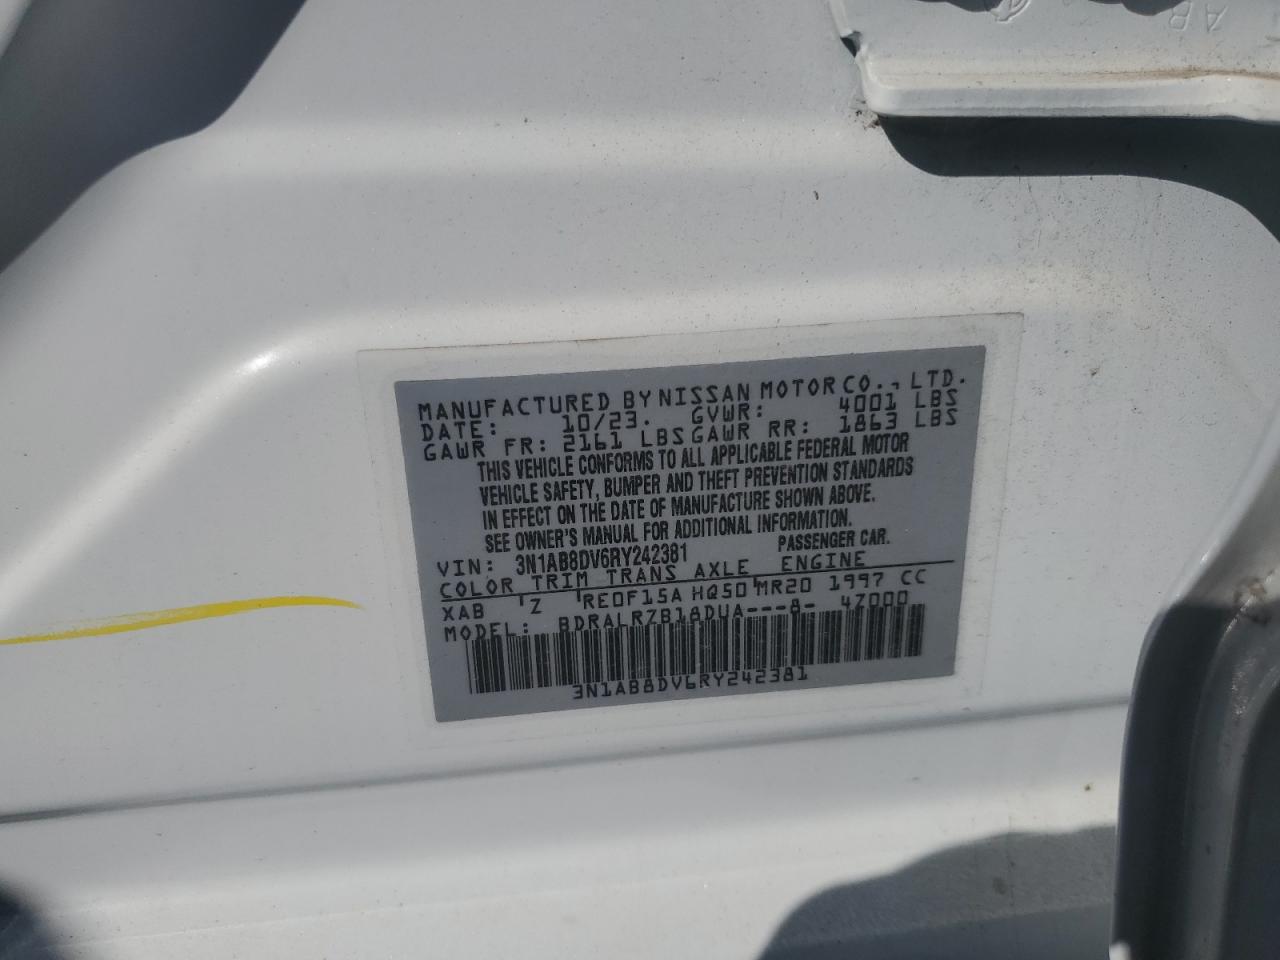 MANUFACTURED BY NISSAN MOTOR CO., LTD.
DATE: 10/23. GVWR: 4001 LBS
GAWR FR: 2161 LBS GAWR RR: 1863 LBS
THIS VEHICLE CONFORMS TO ALL APPLICABLE FEDERAL MOTOR
VEHICLE SAFETY, BUMPER AND THEFT PREVENTION STANDARDS
IN EFFECT ON THE DATE OF MANUFACTURE SHOWN ABOVE.
SEE OWNER'S MANUAL FOR ADDITIONAL INFORMATION.
VIN: 3N1AB8DV6RY242381 PASSENGER CAR.
COLOR TRIM TRANS AXLE ENGINE
XAB Z RE0F15A HQ50 MR20 1997 CC
MODEL: BDRALRZB18DUA---8- 47000
3N1AB8DV6RY242381